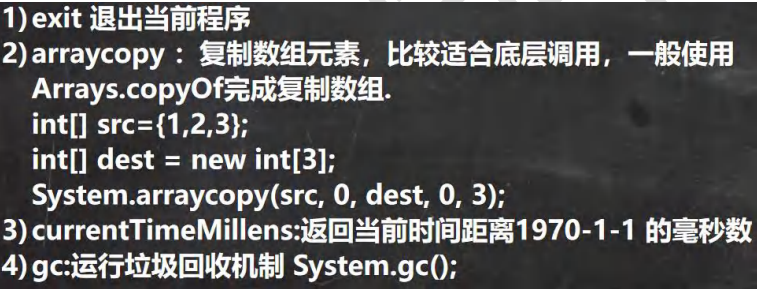 1) exit 退出当前程序
2) arraycopy ：复制数组元素，比较适合底层调用，一般使用
Arrays.copyOf完成复制数组.
int[] src={1,2,3};
int[] dest = new int[3];
System.arraycopy(src, 0, dest, 0, 3);
3) currentTimeMillens:返回当前时间距离1970-1-1 的毫秒数
4) gc:运行垃圾回收机制 System.gc();